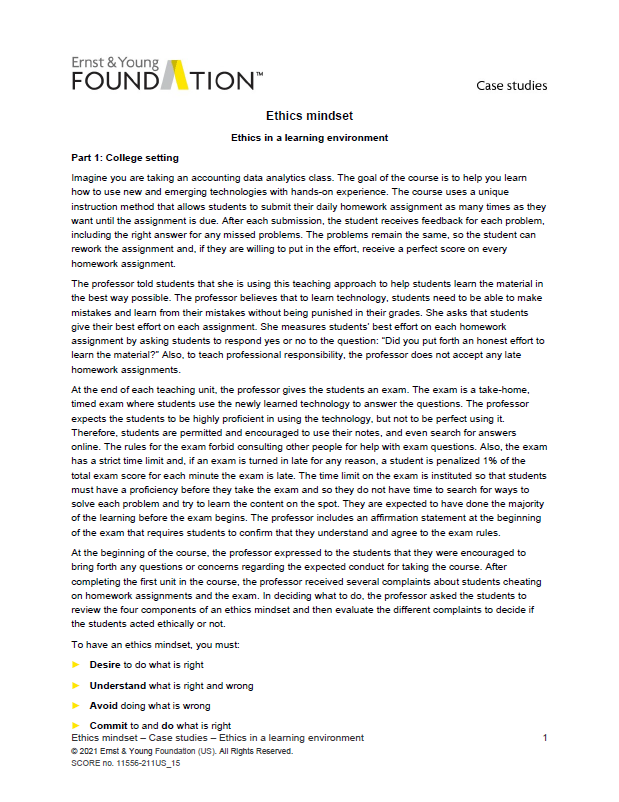 Ernst & Young
FOUNDATION™
Case studies
Ethics mindset
Ethics in a learning environment
Part 1: College setting
Imagine you are taking an accounting data analytics class. The goal of the course is to help you learn
how to use new and emerging technologies with hands-on experience. The course uses a unique
instruction method that allows students to submit their daily homework assignment as many times as they
want until the assignment is due. After each submission, the student receives feedback for each problem,
including the right answer for any missed problems. The problems remain the same, so the student can
rework the assignment and, if they are willing to put in the effort, receive a perfect score on every
homework assignment.
The professor told students that she is using this teaching approach to help students learn the material in
the best way possible. The professor believes that to learn technology, students need to be able to make
mistakes and learn from their mistakes without being punished in their grades. She asks that students
give their best effort on each assignment. She measures students' best effort on each homework
assignment by asking students to respond yes or no to the question: "Did you put forth an honest effort to
learn the material?" Also, to teach professional responsibility, the professor does not accept any late
homework assignments.
At the end of each teaching unit, the professor gives the students an exam. The exam is a take-home,
timed exam where students use the newly learned technology to answer the questions. The professor
expects the students to be highly proficient in using the technology, but not to be perfect using it.
Therefore, students are permitted and encouraged to use their notes, and even search for answers
online. The rules for the exam forbid consulting other people for help with exam questions. Also, the exam
has a strict time limit and, if an exam is turned in late for any reason, a student is penalized 1% of the
total exam score for each minute the exam is late. The time limit on the exam is instituted so that students
must have a proficiency before they take the exam and so they do not have time to search for ways to
solve each problem and try to learn the content on the spot. They are expected to have done the majority
of the learning before the exam begins. The professor includes an affirmation statement at the beginning
of the exam that requires students to confirm that they understand and agree to the exam rules.
At the beginning of the course, the professor expressed to the students that they were encouraged to
bring forth any questions or concerns regarding the expected conduct for taking the course. After
completing the first unit in the course, the professor received several complaints about students cheating
on homework assignments and the exam. In deciding what to do, the professor asked the students to
review the four components of an ethics mindset and then evaluate the different complaints to decide if
the students acted ethically or not.
To have an ethics mindset, you must:
► Desire to do what is right
► Understand what is right and wrong
► Avoid doing what is wrong
► Commit to and do what is right
Ethics mindset – Case studies – Ethics in a learning environment 1
© 2021 Ernst & Young Foundation (US). All Rights Reserved.
SCORE no. 11556-211US_15